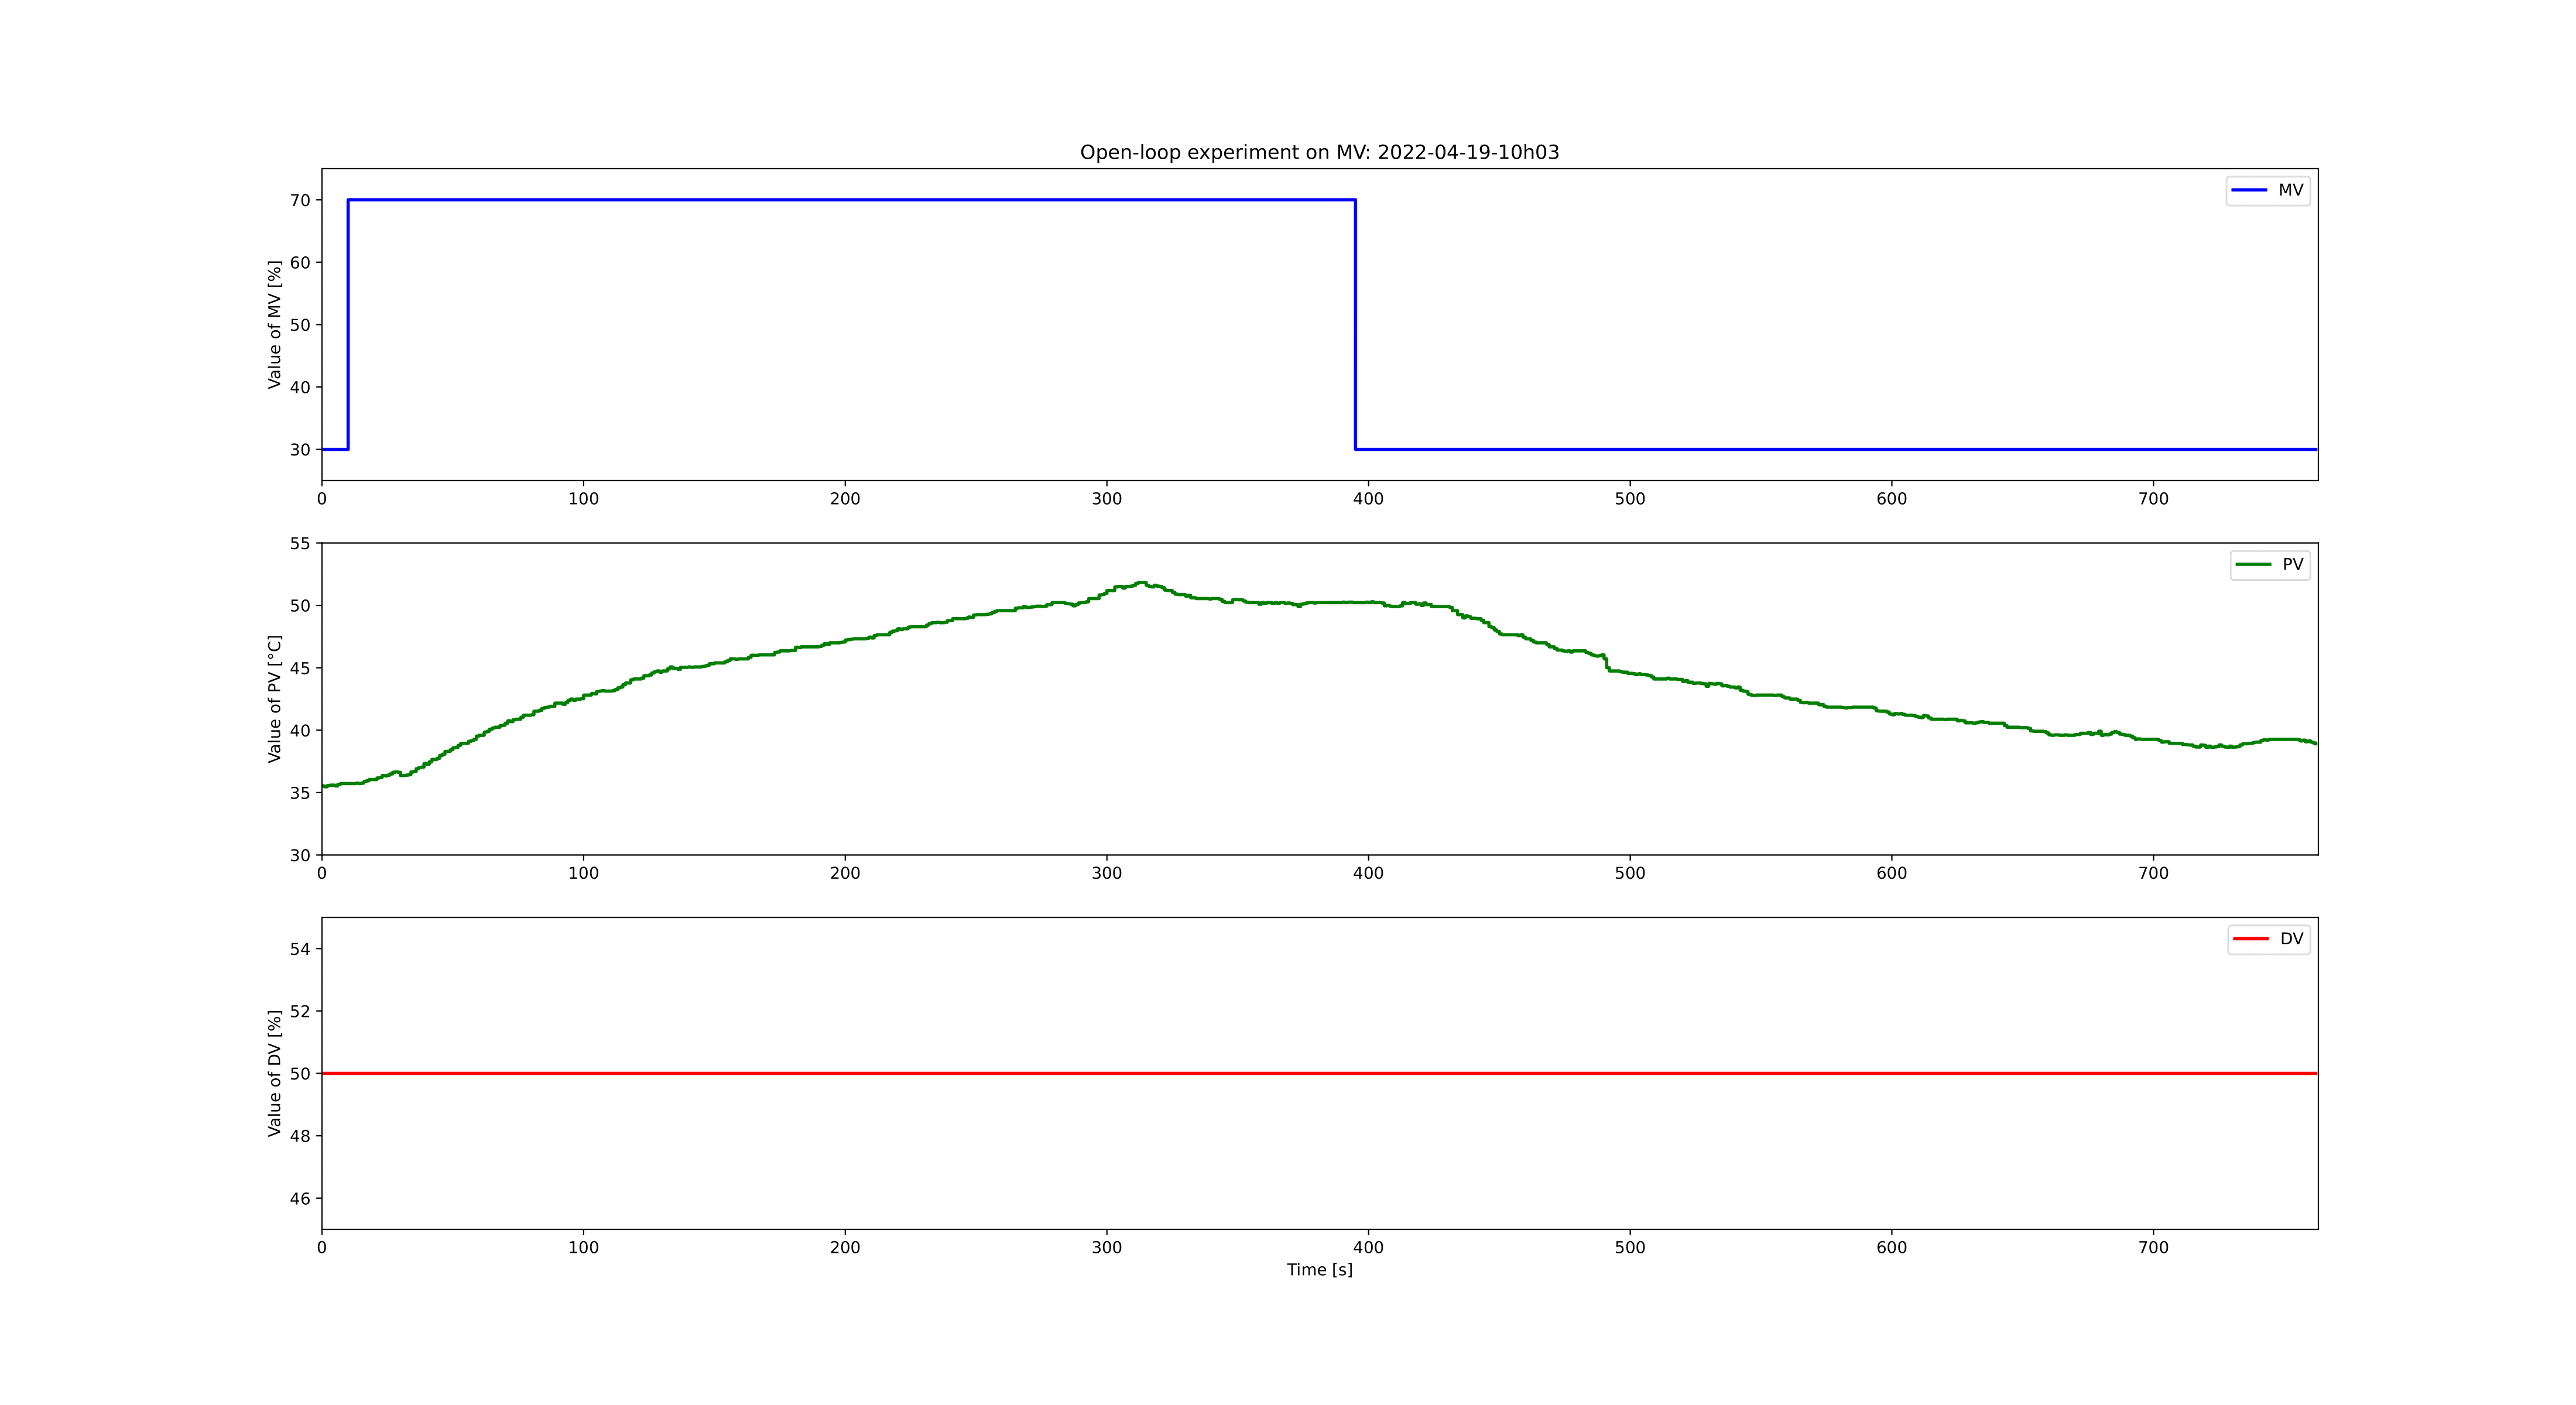 Open-loop experiment on MV: 2022-04-19-10h03
Value of MV [%]
70
60
50
40
30
MV
0 100 200 300 400 500 600 700
Value of PV [°C]
55
50
45
40
35
30
PV
0 100 200 300 400 500 600 700
Value of DV [%]
54
52
50
48
46
DV
0 100 200 300 400 500 600 700
Time [s]